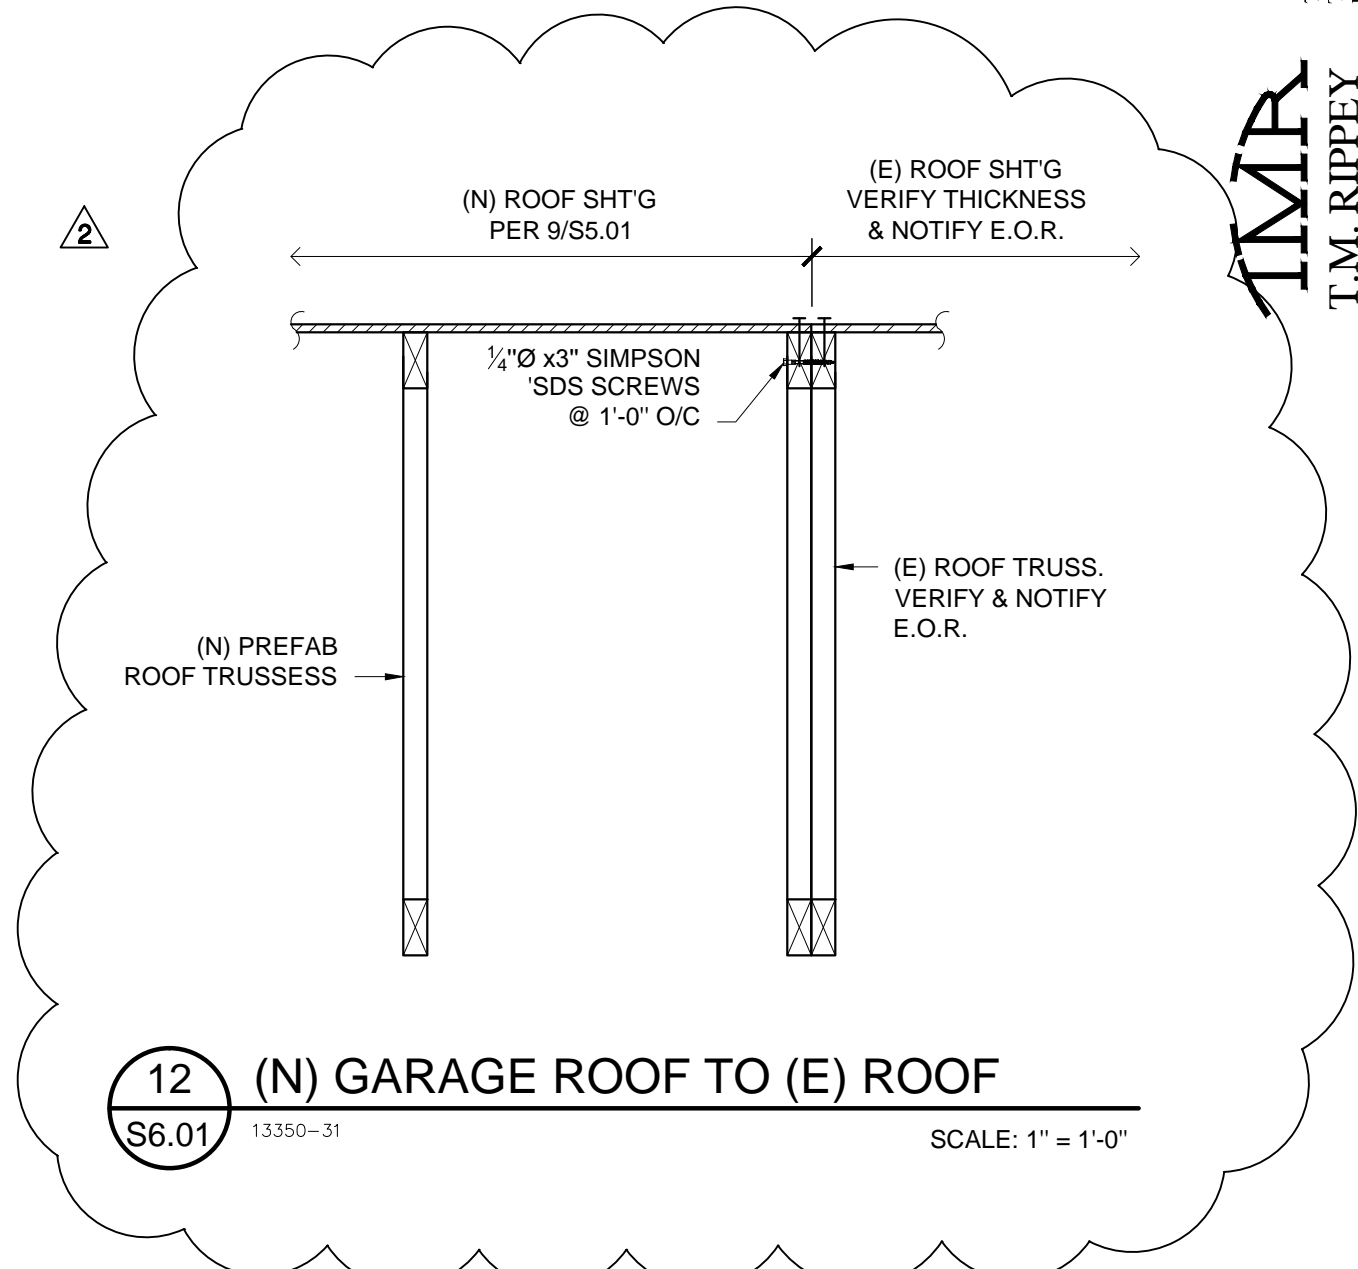 2
(N) ROOF SHT'G
PER 9/S5.01
(E) ROOF SHT'G
VERIFY THICKNESS
& NOTIFY E.O.R.
1/4"Ø x3" SIMPSON
'SDS SCREWS
@ 1'-0" O/C
(E) ROOF TRUSS.
VERIFY & NOTIFY
E.O.R.
(N) PREFAB
ROOF TRUSSESS
12
S6.01
(N) GARAGE ROOF TO (E) ROOF
13350-31
SCALE: 1" = 1'-0"
TMR
T.M. RIPPEY